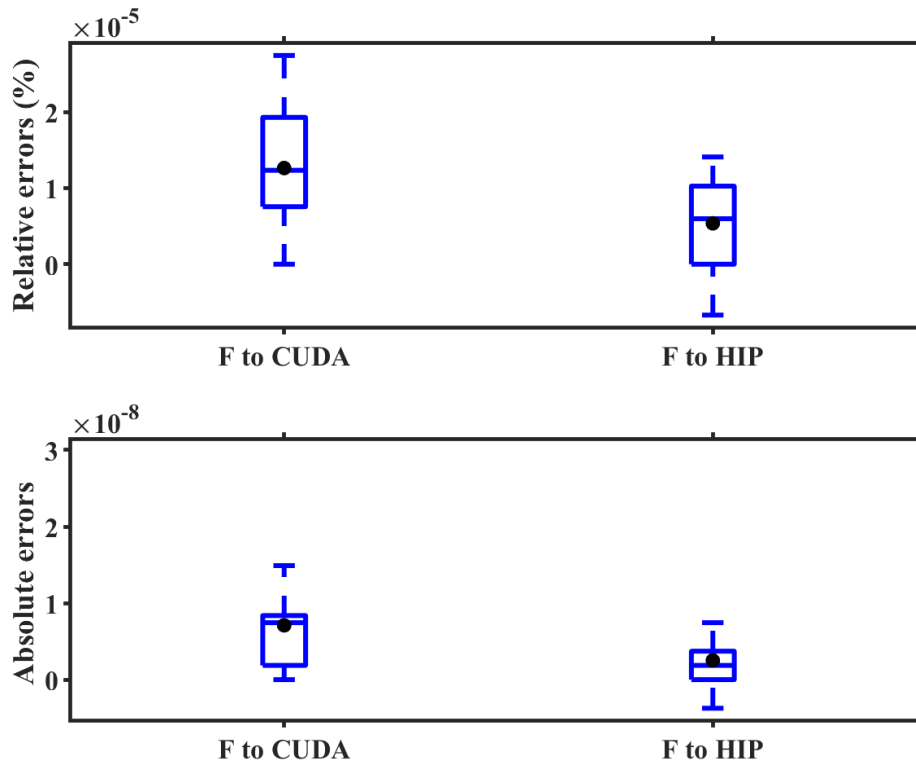 ×10⁻⁵
Relative errors (%)
2
1
0
F to CUDA
F to HIP
×10⁻⁸
Absolute errors
3
2
1
0
F to CUDA
F to HIP